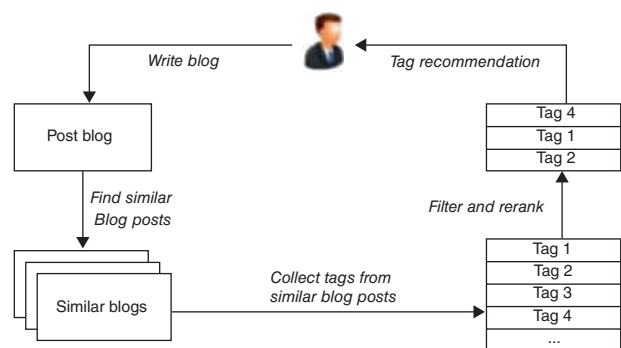 Write blog
Tag recommendation
Post blog
Tag 4
Tag 1
Tag 2
Find similar
Blog posts
Filter and rerank
Similar blogs
Collect tags from
similar blog posts
Tag 1
Tag 2
Tag 3
Tag 4
...